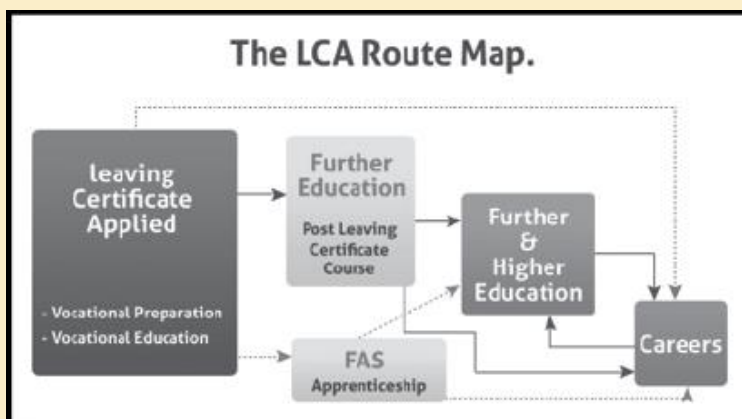 The LCA Route Map.
leaving
Certificate
Applied
- Vocational Preparation
- Vocational Education
Further
Education
Post Leaving
Certificate
Course
FAS
Apprenticeship
Further
&
Higher
Education
Careers